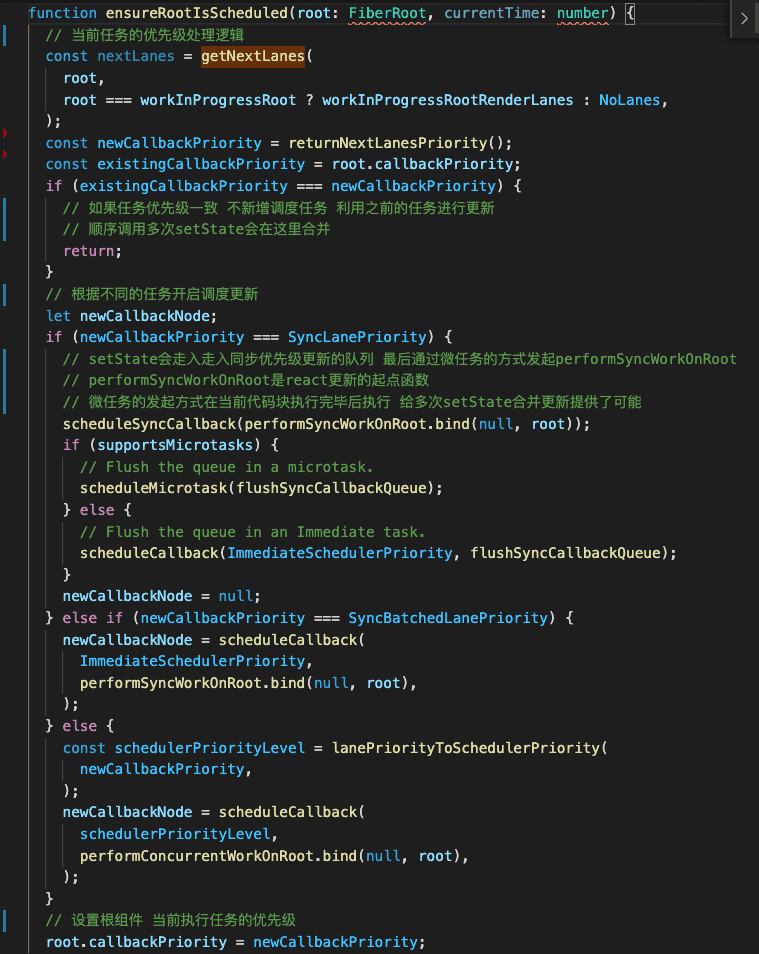 function ensureRootIsScheduled(root: FiberRoot, currentTime: number) {
  // 当前任务的优先级处理逻辑
  const nextLanes = getNextLanes(
    root,
    root === workInProgressRoot ? workInProgressRootRenderLanes : NoLanes,
  );
  const newCallbackPriority = returnNextLanesPriority();
  const existingCallbackPriority = root.callbackPriority;
  if (existingCallbackPriority === newCallbackPriority) {
    // 如果任务优先级一致 不新增调度任务 利用之前的任务进行更新
    // 顺序调用多次setState会在这里合并
    return;
  }
  // 根据不同的任务开启调度更新
  let newCallbackNode;
  if (newCallbackPriority === SyncLanePriority) {
    // setState会走入走入同步优先级更新的队列 最后通过微任务的方式发起performSyncWorkOnRoot
    // performSyncWorkOnRoot是react更新的起点函数
    // 微任务的发起方式在当前代码块执行完毕后执行 给多次setState合并更新提供了可能
    scheduleSyncCallback(performSyncWorkOnRoot.bind(null, root));
    if (supportsMicrotasks) {
      // Flush the queue in a microtask.
      scheduleMicrotask(flushSyncCallbackQueue);
    } else {
      // Flush the queue in an Immediate task.
      scheduleCallback(ImmediateSchedulerPriority, flushSyncCallbackQueue);
    }
    newCallbackNode = null;
  } else if (newCallbackPriority === SyncBatchedLanePriority) {
    newCallbackNode = scheduleCallback(
      ImmediateSchedulerPriority,
      performSyncWorkOnRoot.bind(null, root),
    );
  } else {
    const schedulerPriorityLevel = lanePriorityToSchedulerPriority(
      newCallbackPriority,
    );
    newCallbackNode = scheduleCallback(
      schedulerPriorityLevel,
      performConcurrentWorkOnRoot.bind(null, root),
    );
  }
  // 设置根组件 当前执行任务的优先级
  root.callbackPriority = newCallbackPriority;